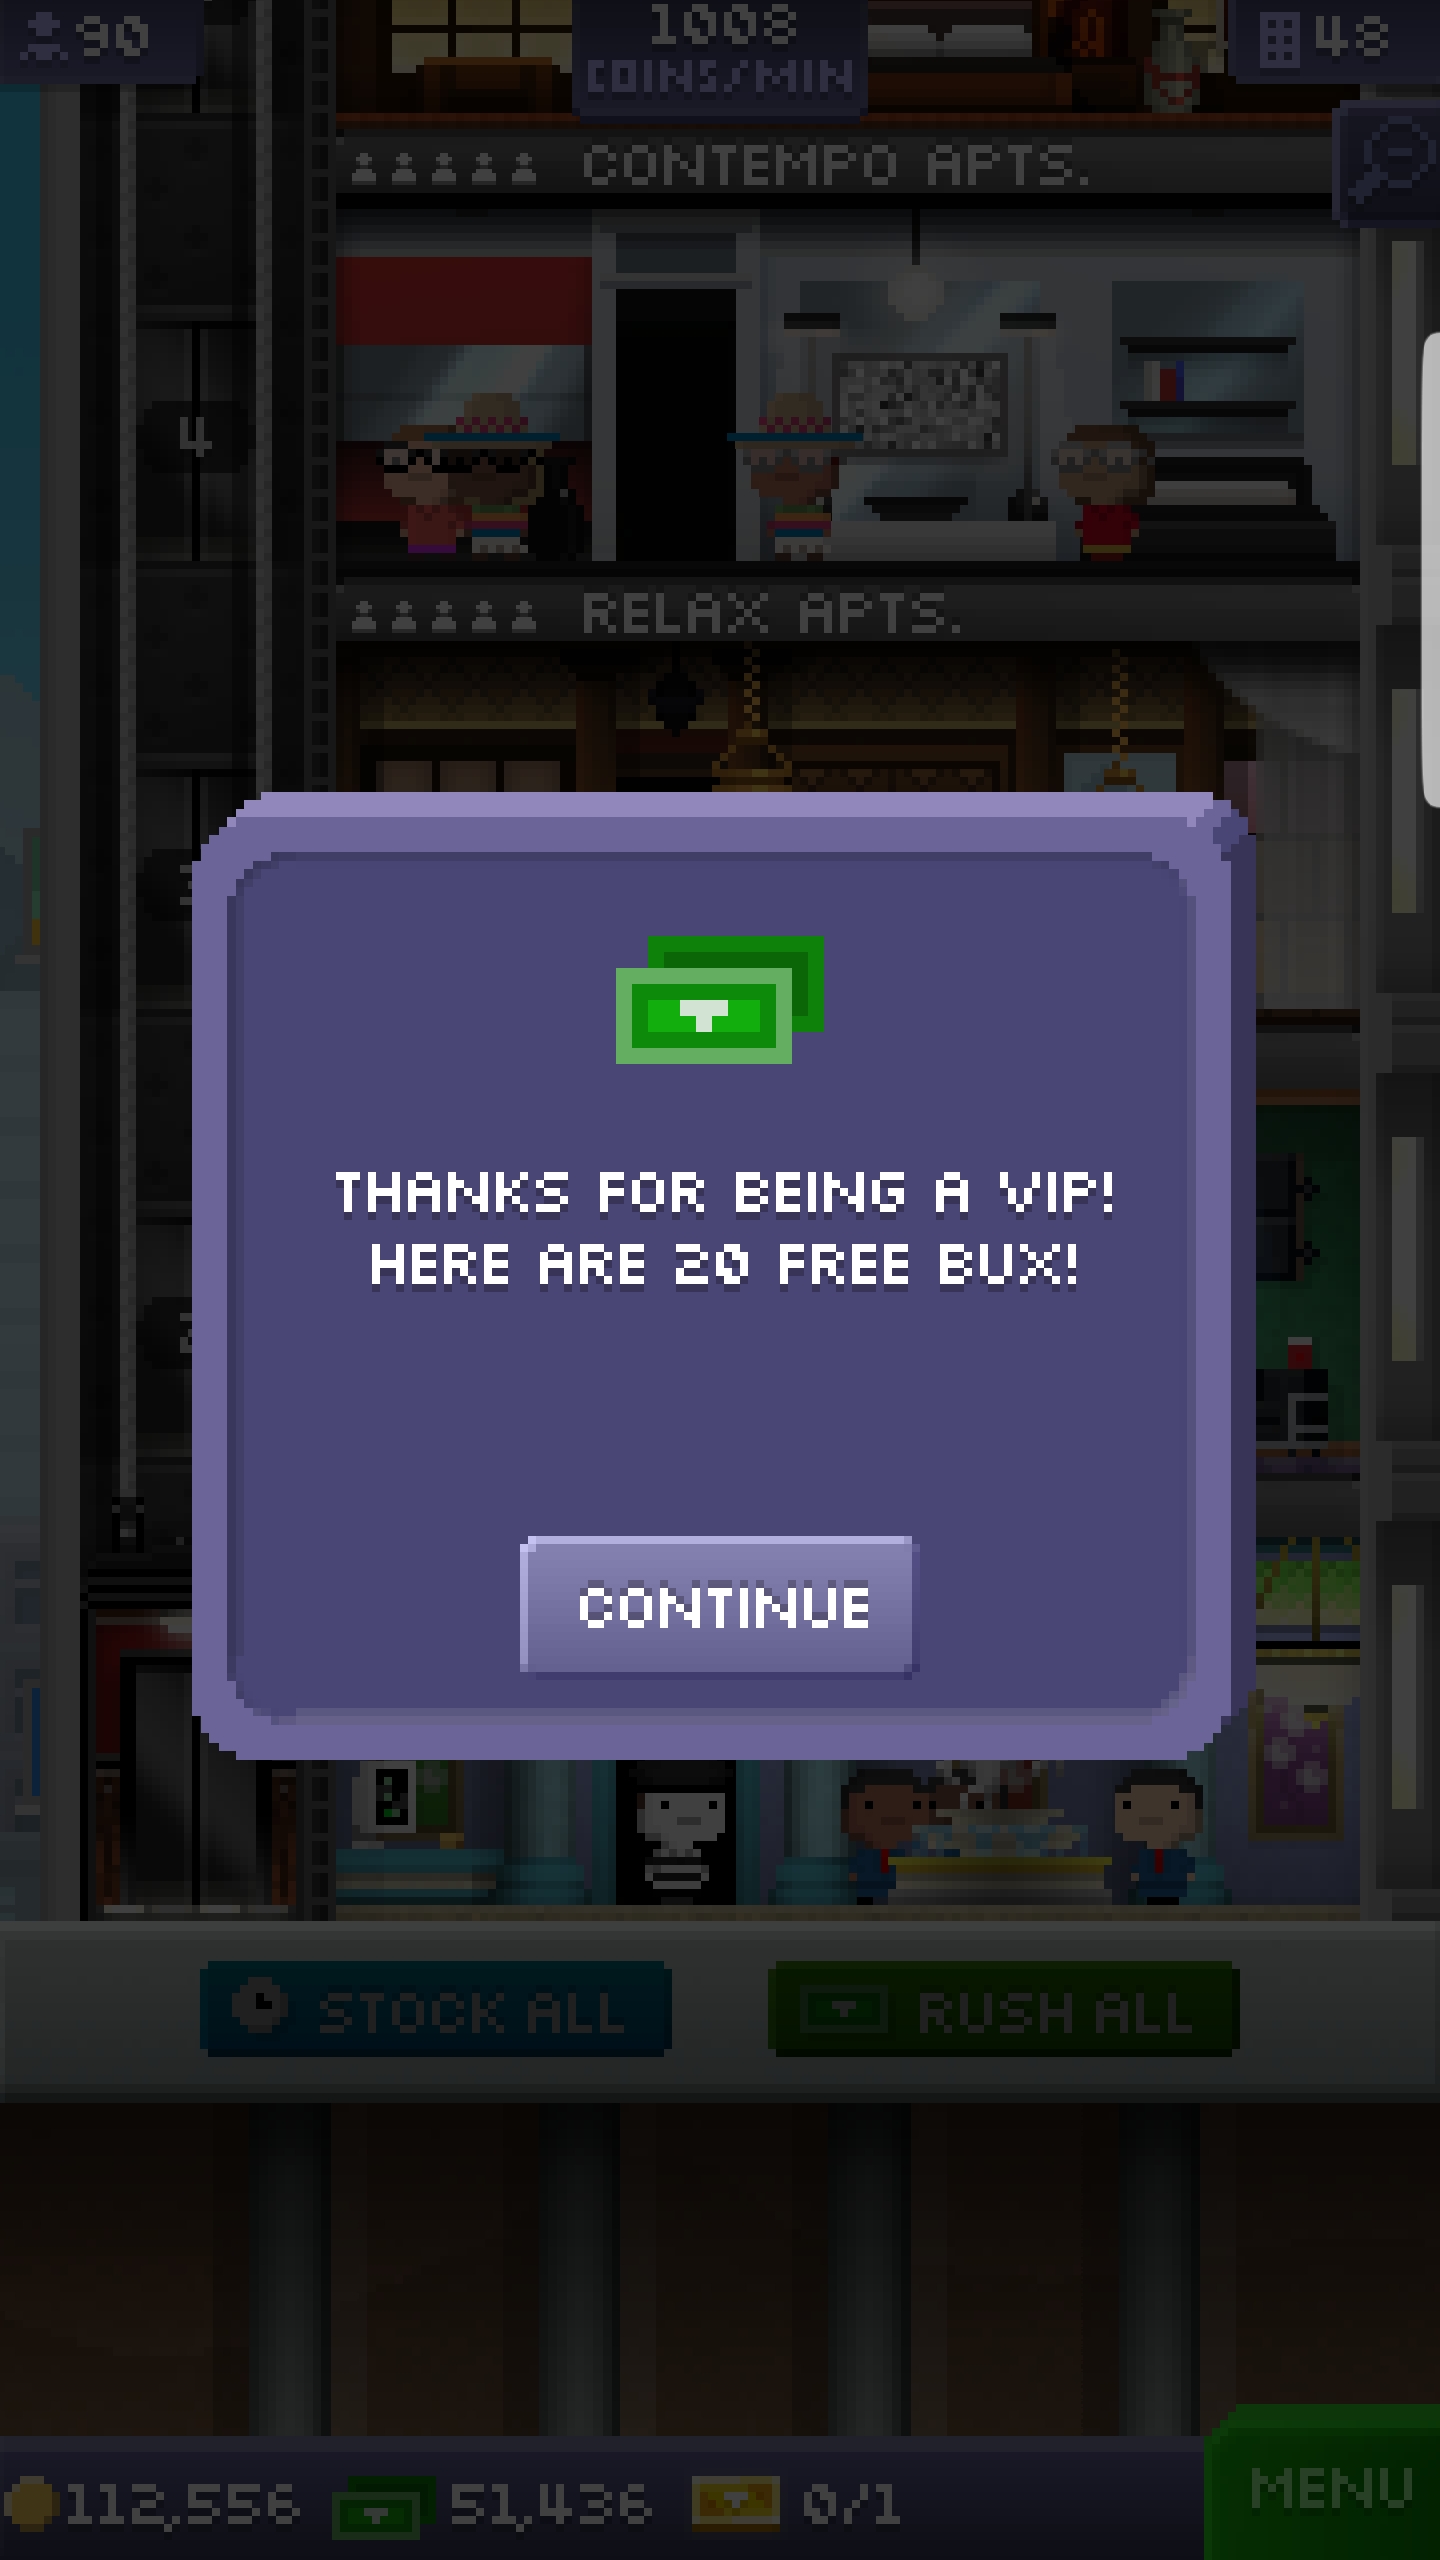 90
1008
COINS/MIN
48
CONTEMPO APTS.
4
RELAX APTS.
THANKS FOR BEING A VIP!
HERE ARE 20 FREE BUX!
CONTINUE
STOCK ALL
RUSH ALL
112,556
51,436
0/1
MENU